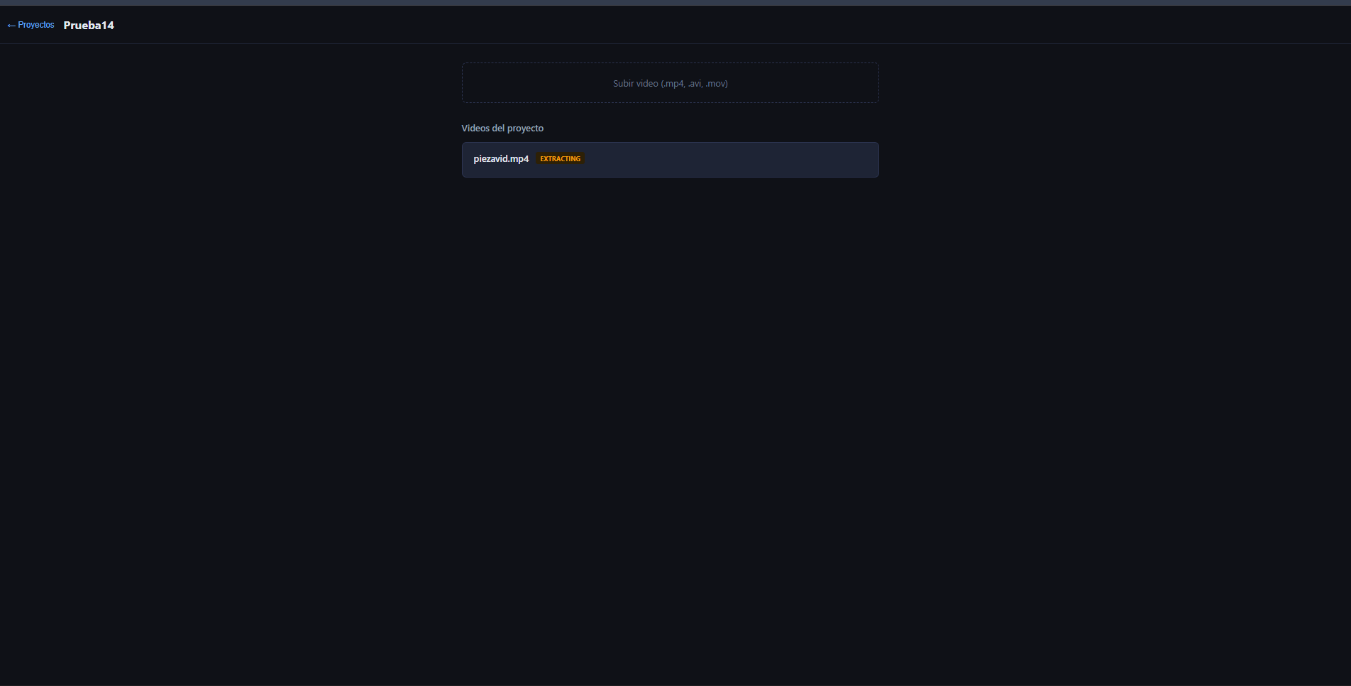 ← Proyectos Prueba14
Subir video (.mp4, .avi, .mov)
Videos del proyecto
piezavid.mp4 EXTRACTING